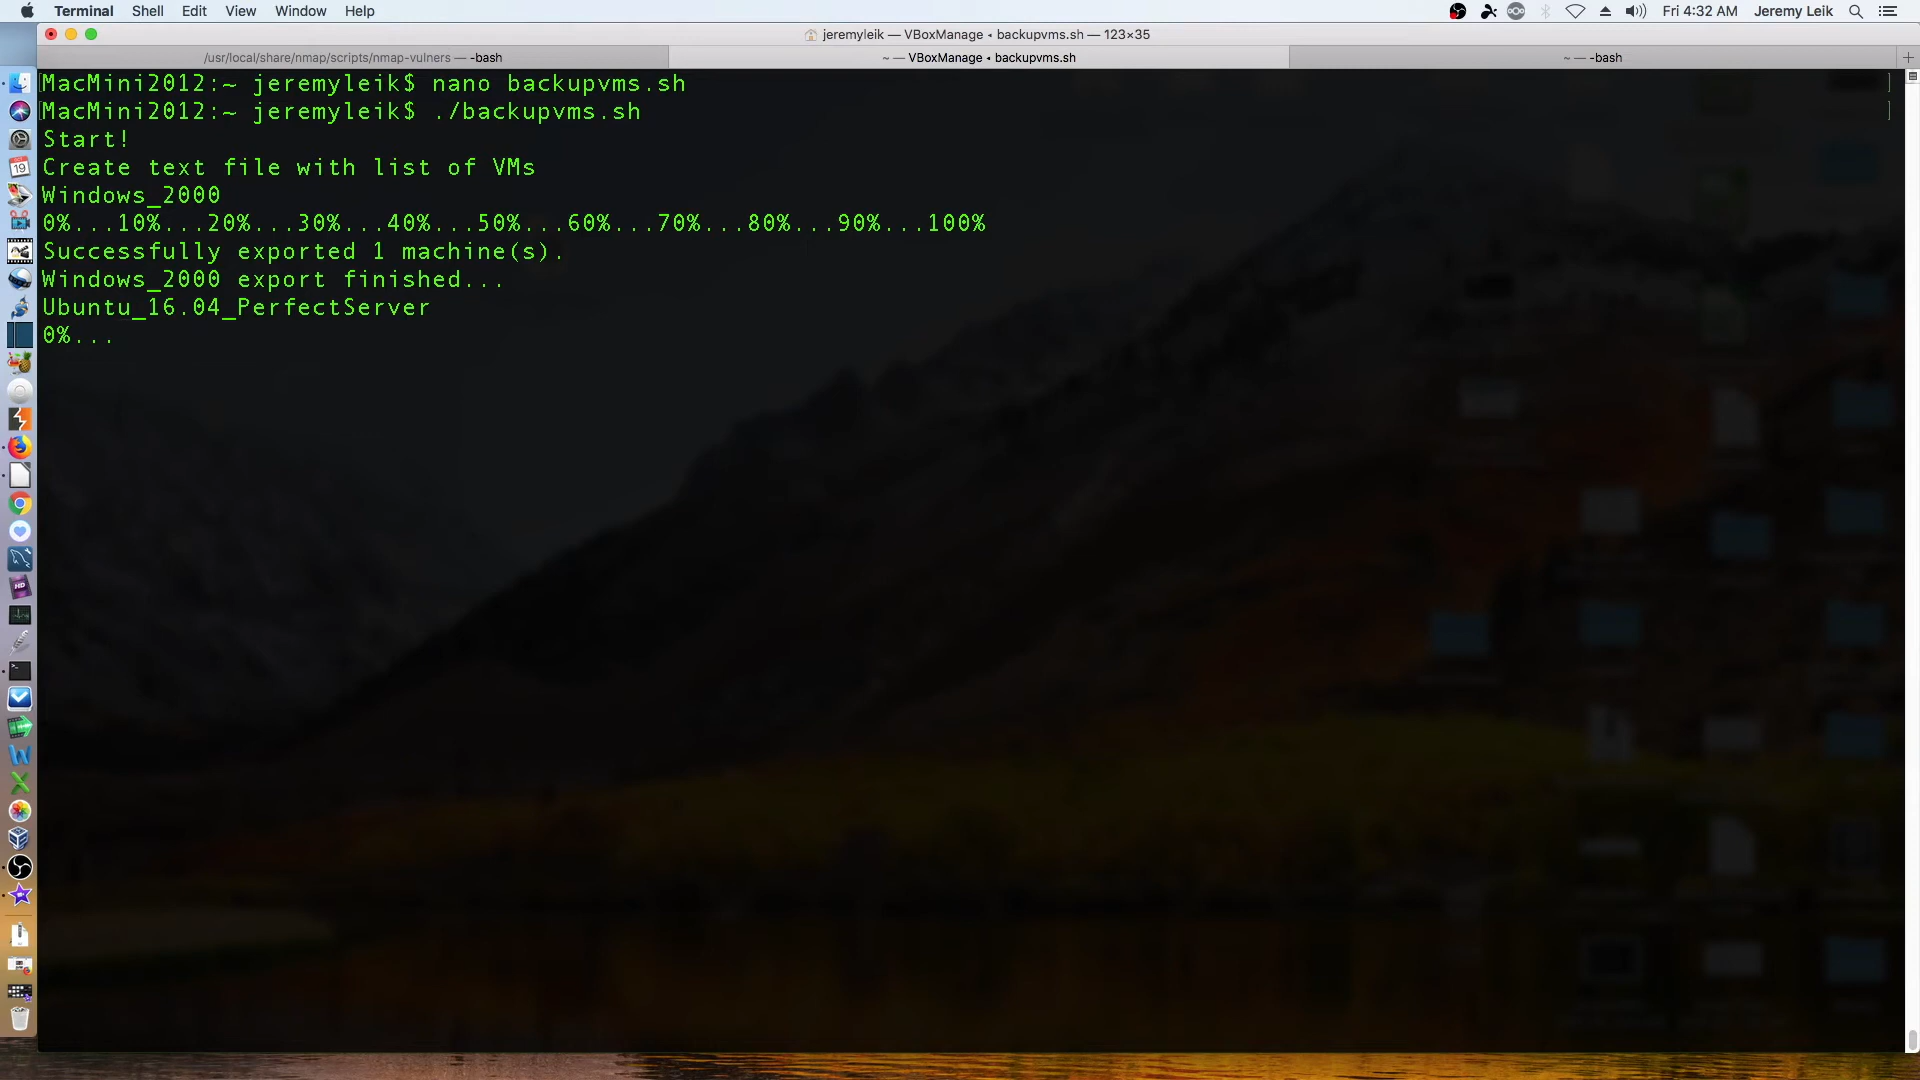 Terminal Shell Edit View Window Help Fri 4:32 AM Jeremy Leik
jeremyleik — VBoxManage ◂ backupvms.sh — 123×35
/usr/local/share/nmap/scripts/nmap-vulners — -bash ~ — VBoxManage ◂ backupvms.sh ~ — -bash
[MacMini2012:~ jeremyleik$ nano backupvms.sh ]
[MacMini2012:~ jeremyleik$ ./backupvms.sh ]
Start!
Create text file with list of VMs
Windows_2000
0%...10%...20%...30%...40%...50%...60%...70%...80%...90%...100%
Successfully exported 1 machine(s).
Windows_2000 export finished...
Ubuntu_16.04_PerfectServer
0%...
19
HD